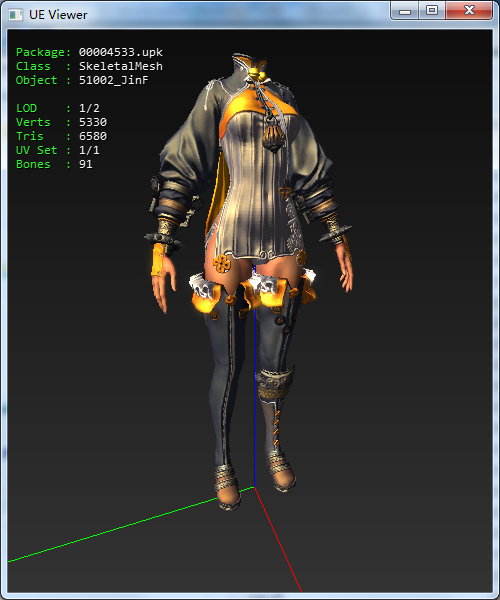 UE Viewer
Package: 00004533.upk
Class : SkeletalMesh
Object : 51002_JinF
LOD : 1/2
Verts : 5330
Tris : 6580
UV Set : 1/1
Bones : 91